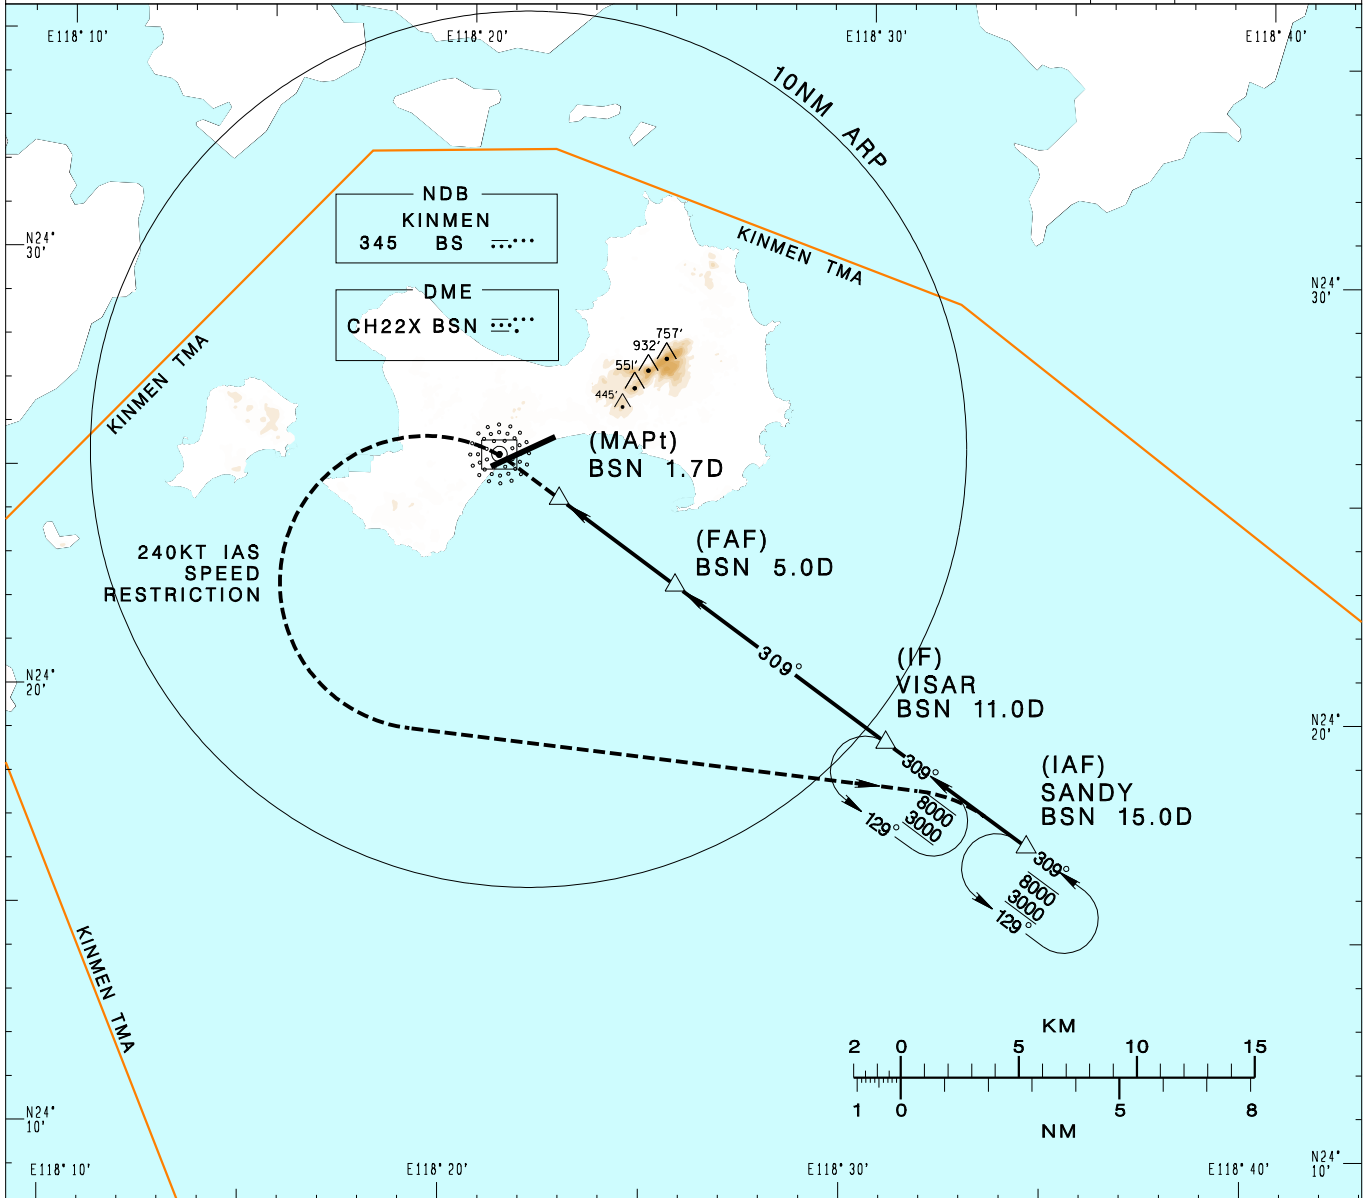 E118° 10'
E118° 20'
E118° 30'
E118° 40'
10NM ARP
NDB
KINMEN
345 BS
DME
CH22X BSN
N24°
30'
N24°
30'
KINMEN TMA
KINMEN TMA
757'
932'
551'
445'
(MAPt)
BSN 1.7D
(FAF)
BSN 5.0D
240KT IAS
SPEED
RESTRICTION
309°
(IF)
VISAR
BSN 11.0D
N24°
20'
N24°
20'
309°
(IAF)
SANDY
BSN 15.0D
8000
3000
129°
309°
8000
3000
129°
KINMEN TMA
KM
2 0 5 10 15
1 0 5 8
NM
N24°
10'
N24°
10'
E118° 10'
E118° 20'
E118° 30'
E118° 40'